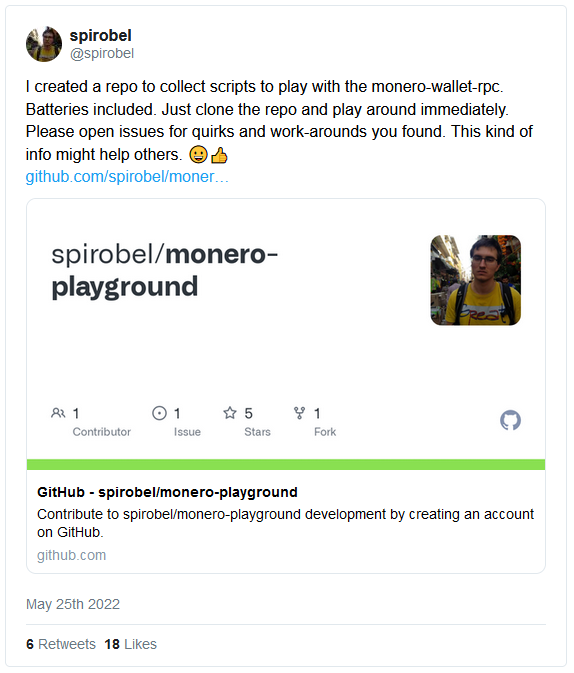 spirobel
@spirobel
I created a repo to collect scripts to play with the monero-wallet-rpc.
Batteries included. Just clone the repo and play around immediately.
Please open issues for quirks and work-arounds you found. This kind of
info might help others. 😀👍
github.com/spirobel/moner…
spirobel/monero-
playground
1 1 5 1
Contributor Issue Stars Fork
GitHub - spirobel/monero-playground
Contribute to spirobel/monero-playground development by creating an account
on GitHub.
github.com
May 25th 2022
6 Retweets 18 Likes